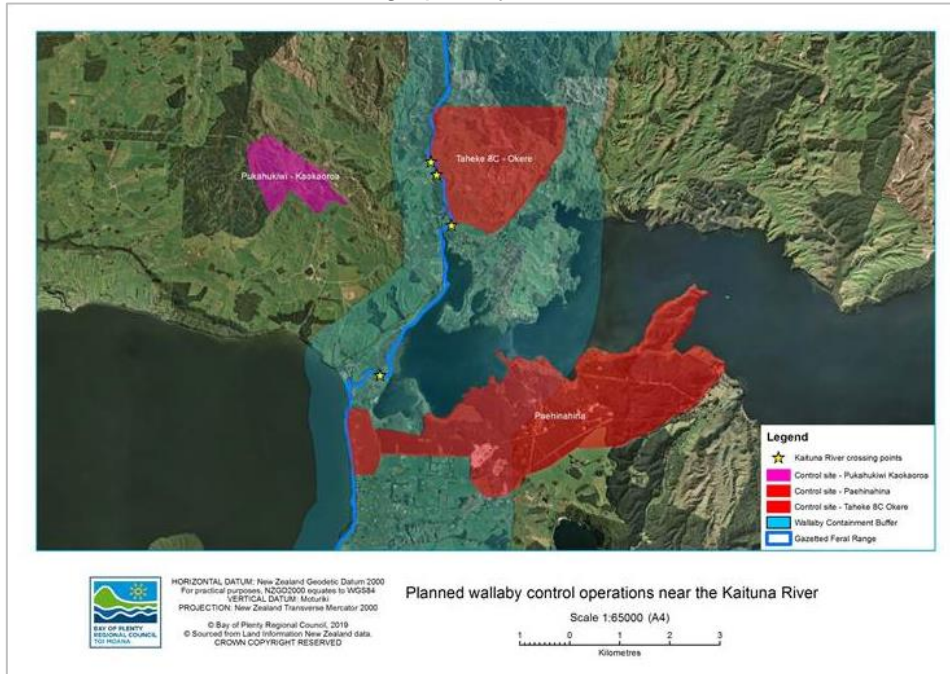 Taheke 8C - Okere
Pukahukiwi - Kaokaoroa
Paehinahina
Legend
Kaituna River crossing points
Control site - Pukahukiwi Kaokaoroa
Control site - Paehinahina
Control site - Taheke 8C Okere
Wallaby Containment Buffer
Gazetted Feral Range
BAY OF PLENTY
REGIONAL COUNCIL
TOI MOANA
HORIZONTAL DATUM: New Zealand Geodetic Datum 2000
For practical purposes, NZGD2000 equates to WGS84
VERTICAL DATUM: Moturiki
PROJECTION: New Zealand Transverse Mercator 2000
© Bay of Plenty Regional Council, 2019
© Sourced from Land Information New Zealand data.
CROWN COPYRIGHT RESERVED
Planned wallaby control operations near the Kaituna River
Scale 1:65000 (A4)
1 0 1 2 3
Kilometres